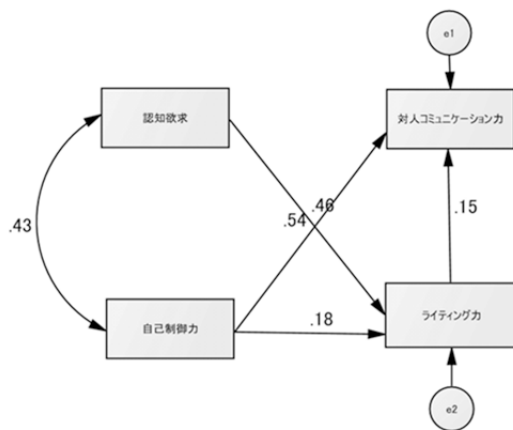 e1
認知欲求
対人コミュニケーション力
.43
.46
.54
.15
自己制御力
.18
ライティング力
e2